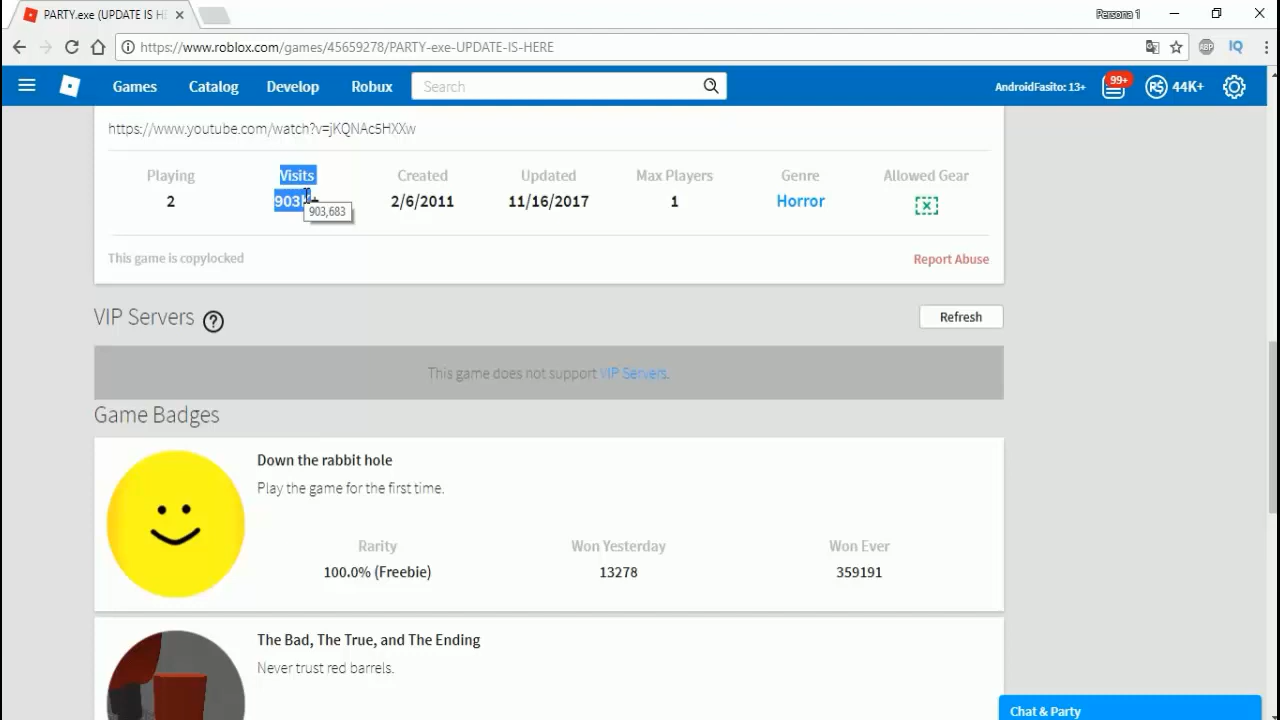 PARTY.exe (UPDATE IS HE
Persona 1
https://www.roblox.com/games/45659278/PARTY-exe-UPDATE-IS-HERE
ABP
IQ
Games
Catalog
Develop
Robux
Search
AndroidFasito: 13+
99+
R$
44K+
https://www.youtube.com/watch?v=jKQNAc5HXXw
Playing Visits Created Updated Max Players Genre Allowed Gear
2 903K+ 2/6/2011 11/16/2017 1 Horror
903,683
This game is copylocked
Report Abuse
VIP Servers
?
Refresh
This game does not support VIP Servers.
Game Badges
Down the rabbit hole
Play the game for the first time.
Rarity Won Yesterday Won Ever
100.0% (Freebie) 13278 359191
The Bad, The True, and The Ending
Never trust red barrels.
Chat & Party